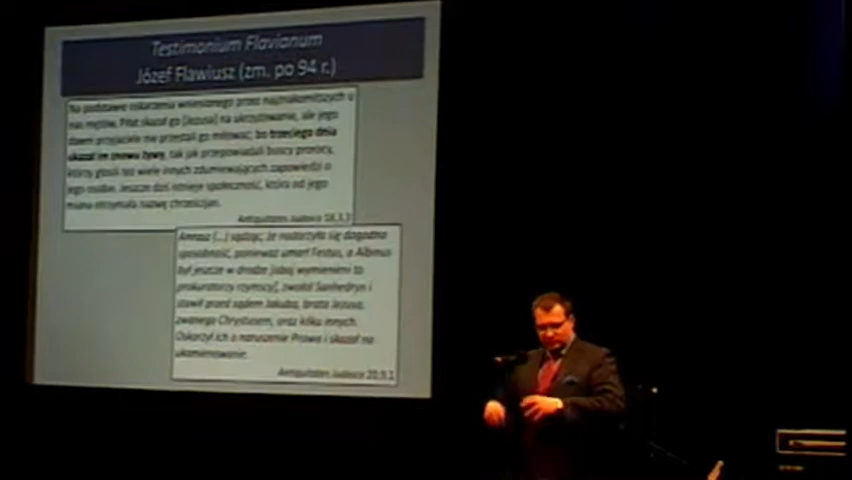 Testimonium Flavianum
Józef Flawiusz (zm. po 94 r.)
Na podstawie oskarżenia wniesionego przez najznakomitszych u
nas mężów, Piłat skazał go [Jezusa] na ukrzyżowanie, ale jego
dawni przyjaciele nie przestali go miłować; bo trzeciego dnia
ukazał im znowu żywy, tak jak przepowiadali boscy prorocy,
którzy głosili też wiele innych zdumiewających zapowiedzi o
jego osobie. Jeszcze dziś istnieje społeczność, która od jego
miana otrzymała nazwę chrześcijan.
Antiquitates Judaica 18.3.3
Annasz (...) sądząc, że nadarzyła się dogodna
sposobność, ponieważ umarł Festus, a Albinus
był jeszcze w drodze [obaj wymienieni to
prokuratorzy rzymscy], zwołał Sanhedryn i
stawił przed sądem Jakuba, brata Jezusa,
zwanego Chrystusem, oraz kilku innych.
Oskarżył ich o naruszenie Prawa i skazał na
ukamienowanie.
Antiquitates Judaica 20.9.1